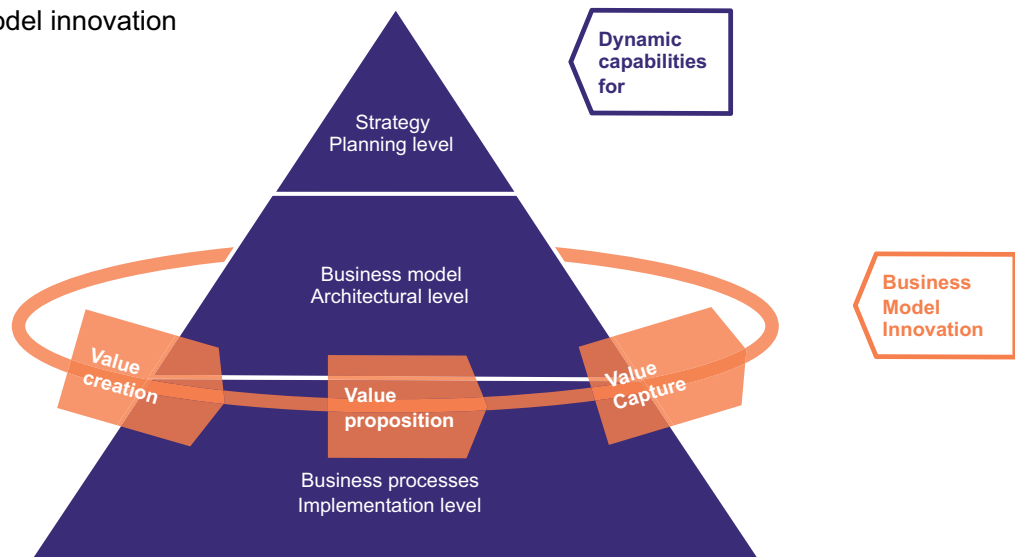 odel innovation
Dynamic
capabilities
for
Strategy
Planning level
Business model
Architectural level
Business
Model
Innovation
Value
creation
Value
proposition
Value
Capture
Business processes
Implementation level